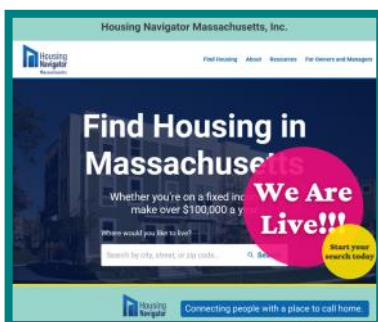 Housing Navigator Massachusetts, Inc.
Housing
Navigator
Massachusetts
Find Housing About Resources For Owners and Managers
Find Housing in
Massachusetts
Whether you're on a fixed
make over $100,000 a
We Are
Live!!!
Where would you like to live?
Search by city, street, or zip code...
Start your
search today
Housing
Navigator
Connecting people with a place to call home.